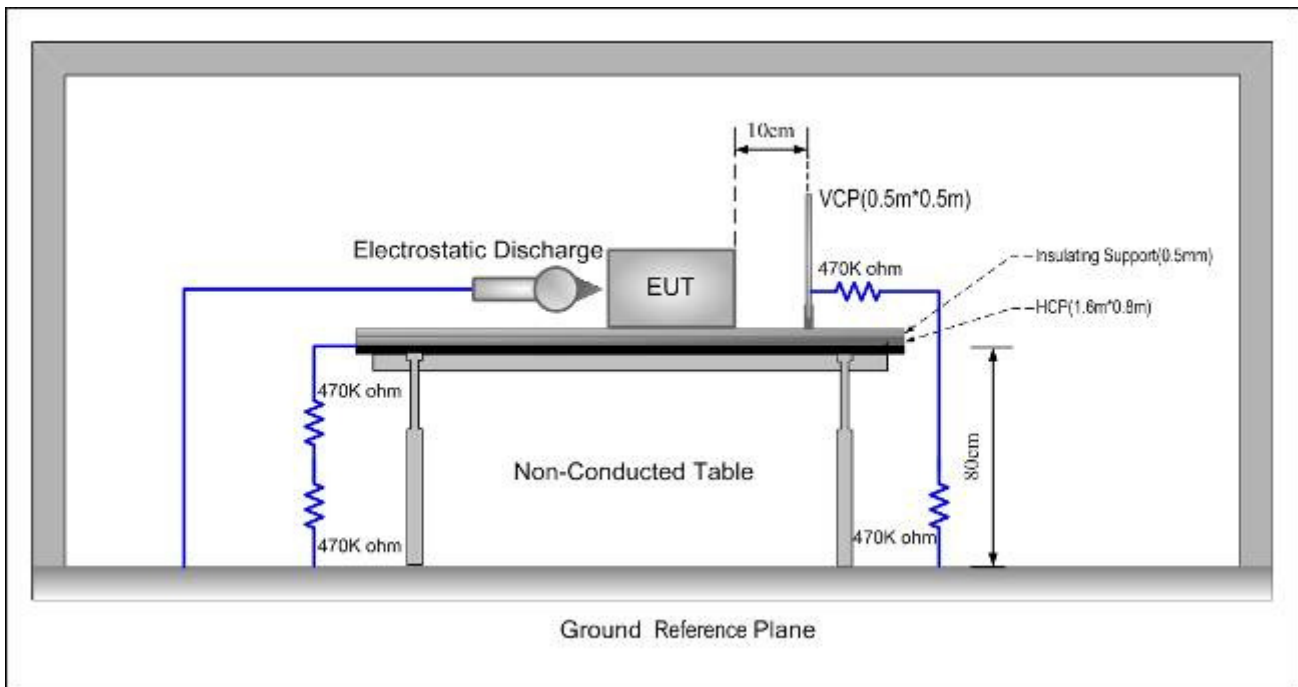 10cm
VCP(0.5m*0.5m)
Electrostatic Discharge
Insulating Support(0.5mm)
470K ohm
EUT
HCP(1.6m*0.8m)
470K ohm
80cm
Non-Conducted Table
470K ohm
470K ohm
Ground Reference Plane